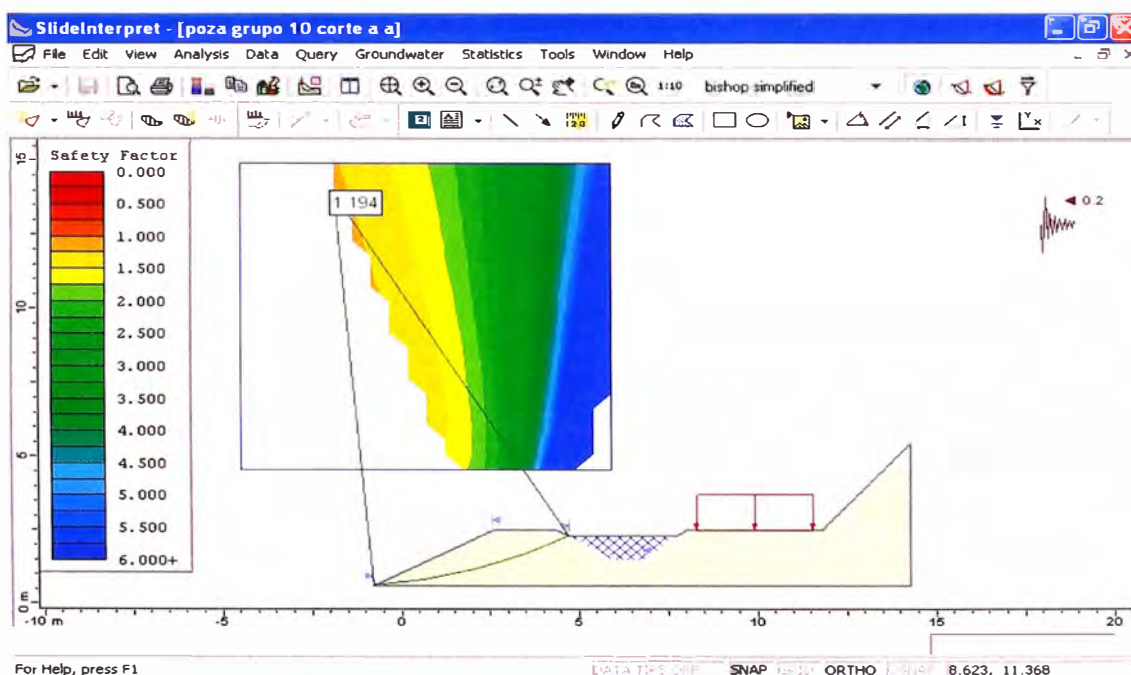 SlideInterpret - [poza grupo 10 corte a a]
File Edit View Analysis Data Query Groundwater Statistics Tools Window Help
1:10 bishop simplified
Safety Factor
0.000
0.500
1.000
1.500
2.000
2.500
3.000
3.500
4.000
4.500
5.000
5.500
6.000+
1 194
0.2
15
10
5
0 m
-10 m -5 0 5 10 15 20
For Help, press F1 SNAP ORTHO 8.623, 11.368